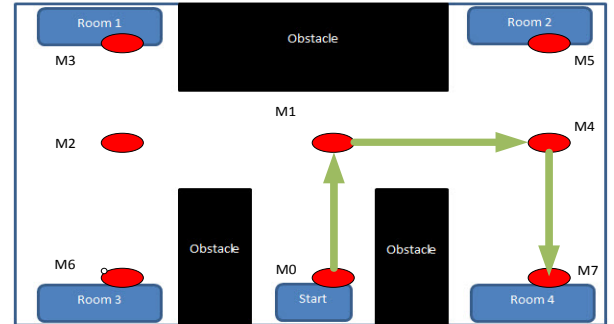 Room 1
Obstacle
Room 2
M3
M5
M1
M4
M2
Obstacle
Obstacle
M6
M0
M7
Room 3
Start
Room 4